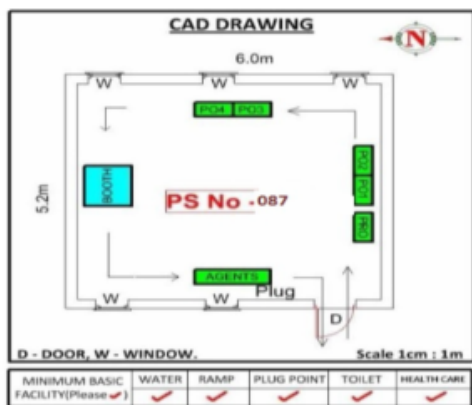 CAD DRAWING
N
6.0m
W W W
PO4 PO3
5.2m
BOOTH
PO2
PO1
PRO
PS No .087
AGENTS
Plug
W W
D
D - DOOR, W - WINDOW. Scale 1cm : 1m
MINIMUM BASIC FACILITY(Please ✓) WATER RAMP PLUG POINT TOILET HEALTH CARE
✓ ✓ ✓ ✓ ✓